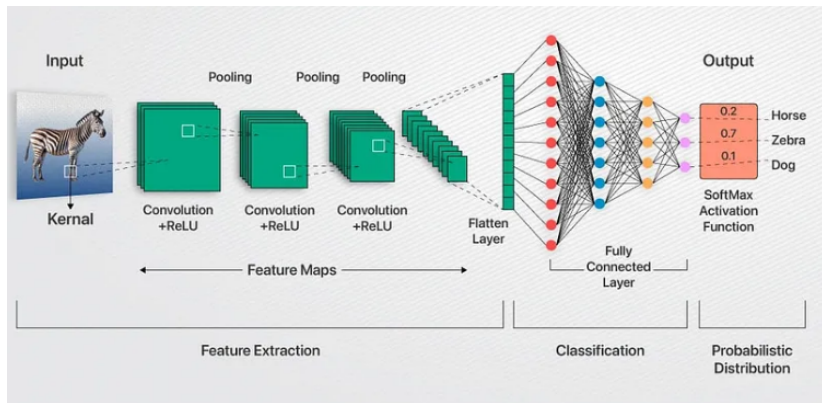 Input
Output
Pooling
Pooling
Pooling
0.2
Horse
0.7
Zebra
0.1
Dog
Kernal
Convolution
+ReLU
Convolution
+ReLU
Convolution
+ReLU
Flatten
Layer
SoftMax
Activation
Function
Feature Maps
Fully
Connected
Layer
Feature Extraction
Classification
Probabilistic
Distribution